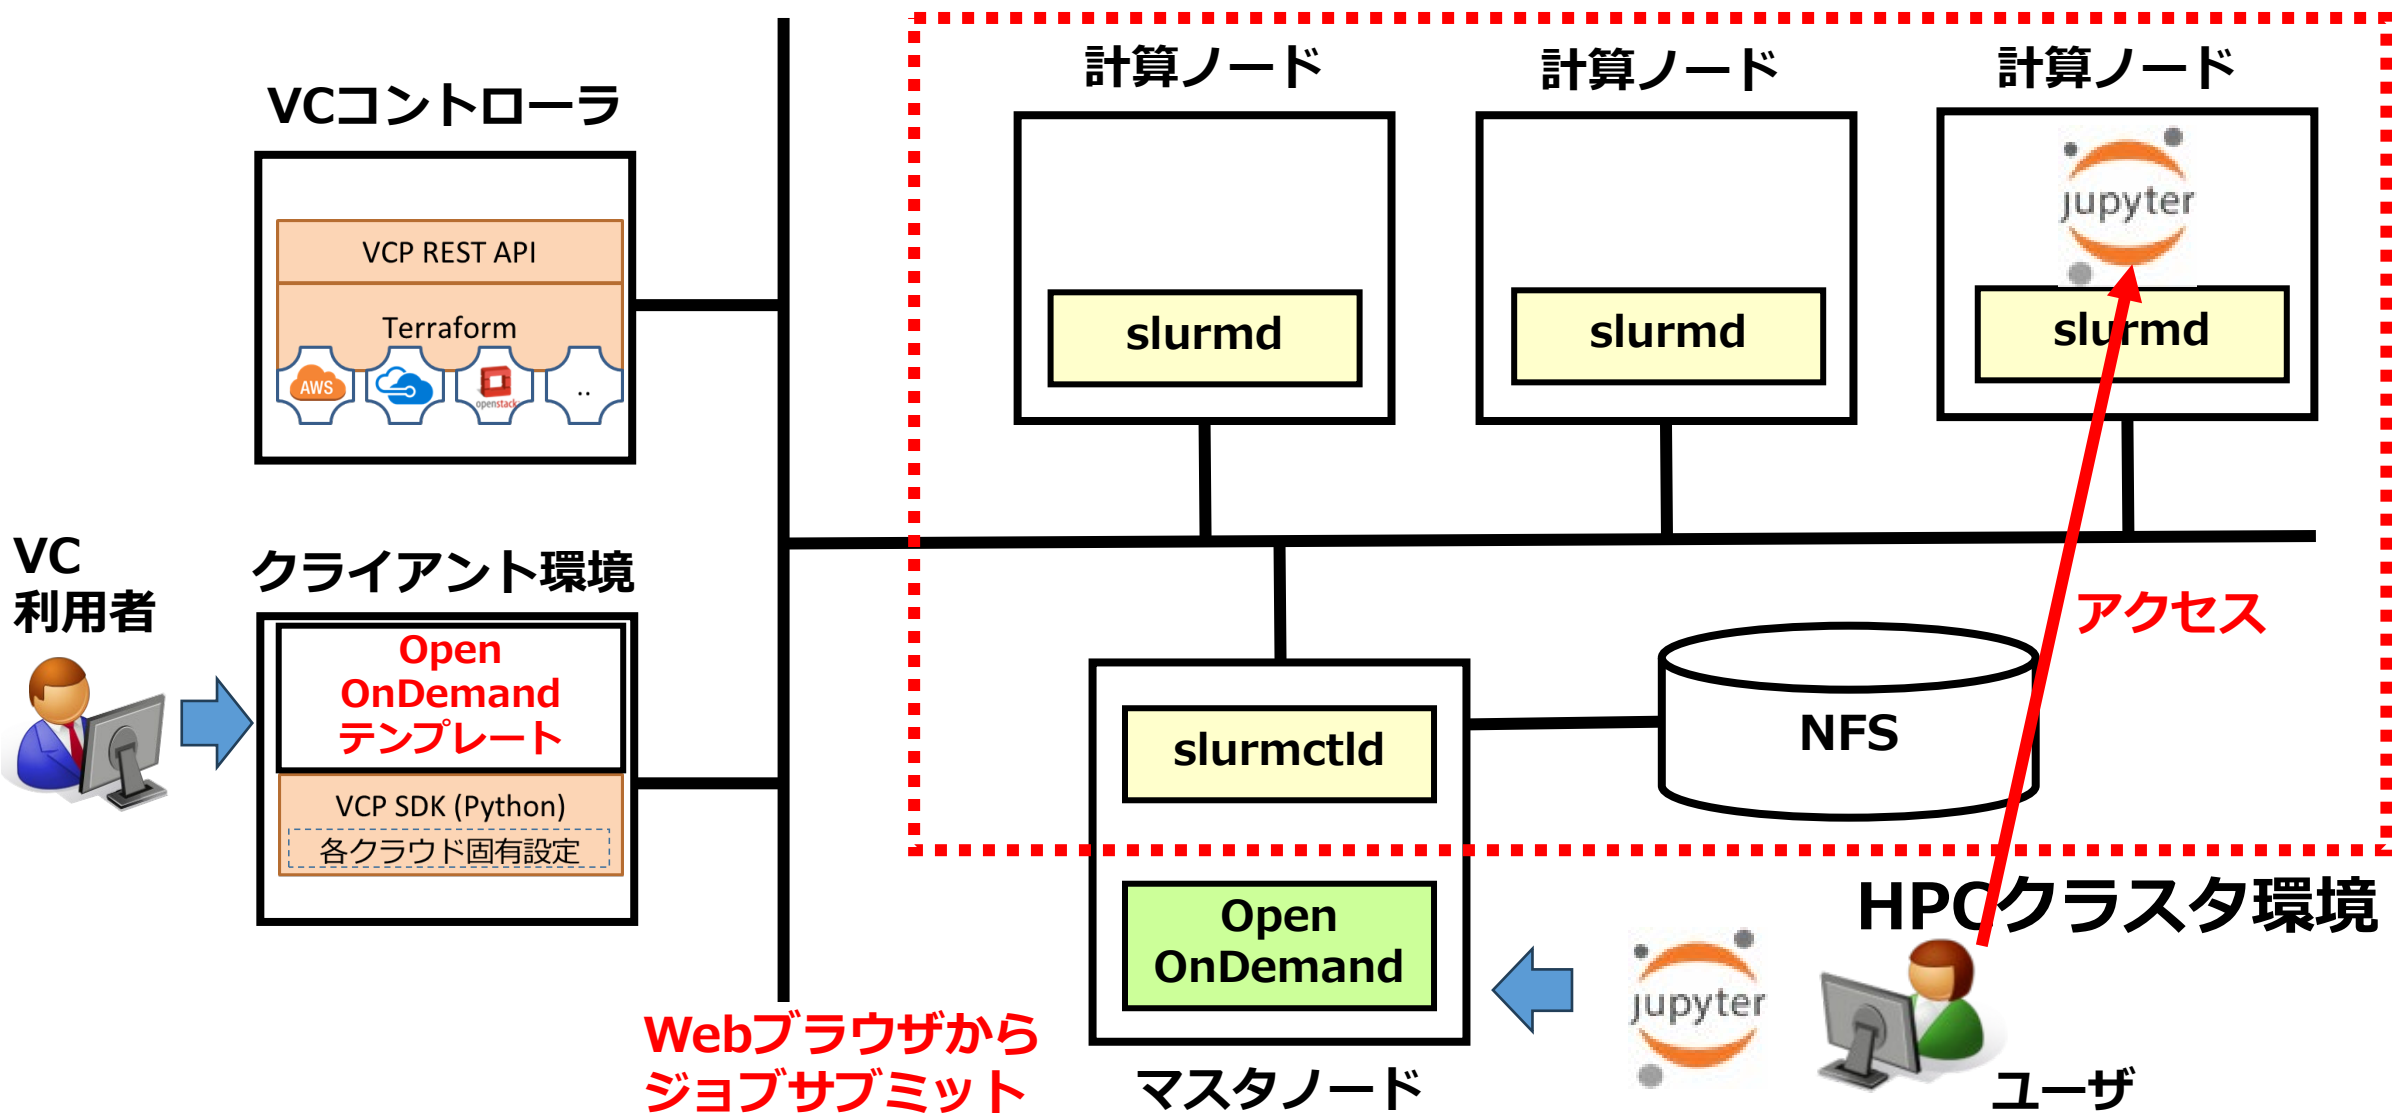 VCコントローラ
VCP REST API
Terraform
AWS
openstack
..
計算ノード
slurmd
計算ノード
slurmd
計算ノード
jupyter
slurmd
VC
利用者
クライアント環境
Open
OnDemand
テンプレート
VCP SDK (Python)
各クラウド固有設定
アクセス
slurmctld
NFS
Open
OnDemand
HPCクラスタ環境
jupyter
Webブラウザから
ジョブサブミット
マスタノード
ユーザ